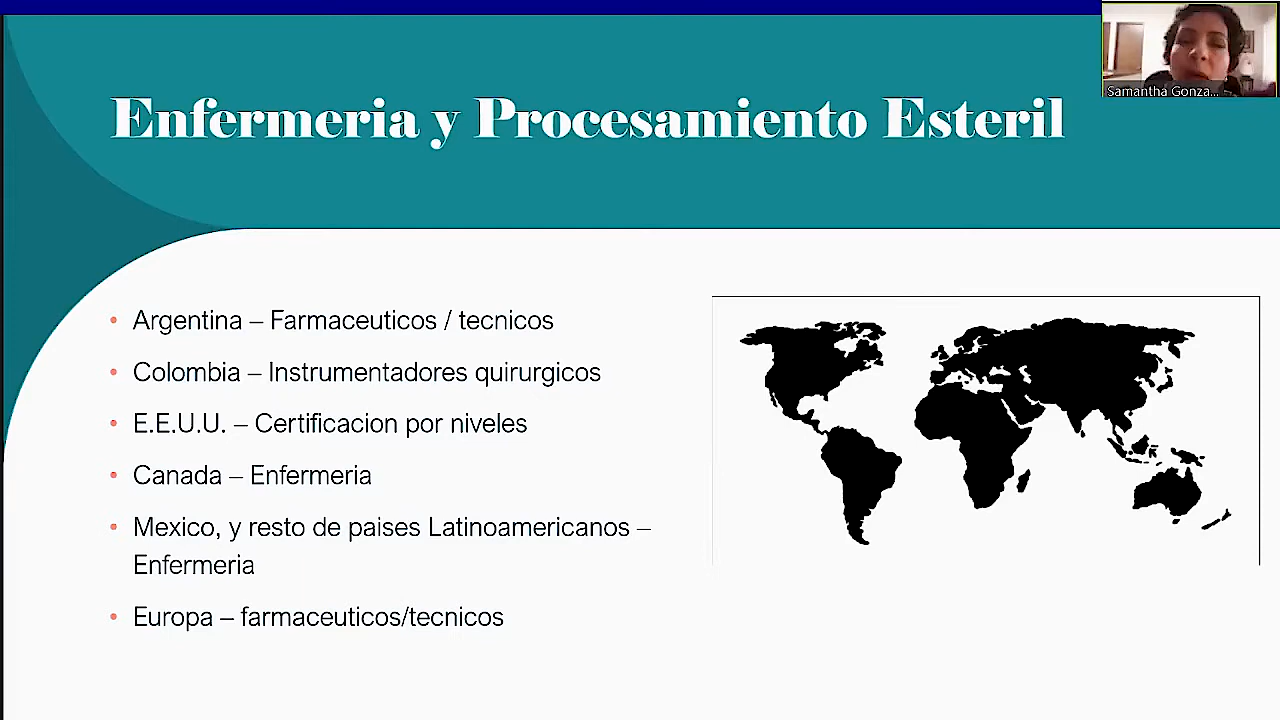 Enfermeria y Procesamiento Esteril
Samantha Gonza...
• Argentina – Farmaceuticos / tecnicos
• Colombia – Instrumentadores quirurgicos
• E.E.U.U. – Certificacion por niveles
• Canada – Enfermeria
• Mexico, y resto de paises Latinoamericanos –
Enfermeria
• Europa – farmaceuticos/tecnicos